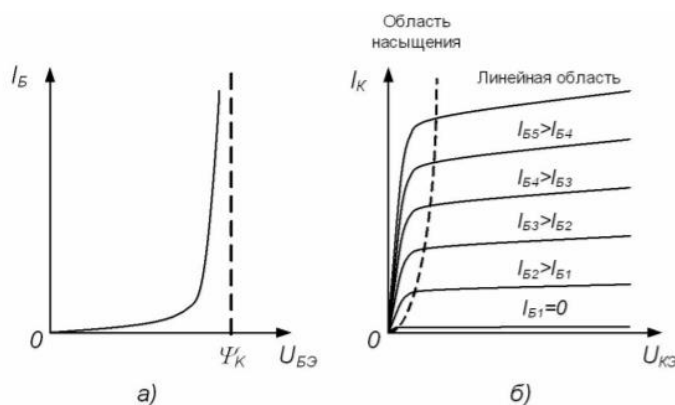 I_Б
0
Ψ_K
U_БЭ
а)
Область
насыщения
I_К
Линейная область
I_Б5>I_Б4
I_Б4>I_Б3
I_Б3>I_Б2
I_Б2>I_Б1
I_Б1=0
0
U_КЭ
б)